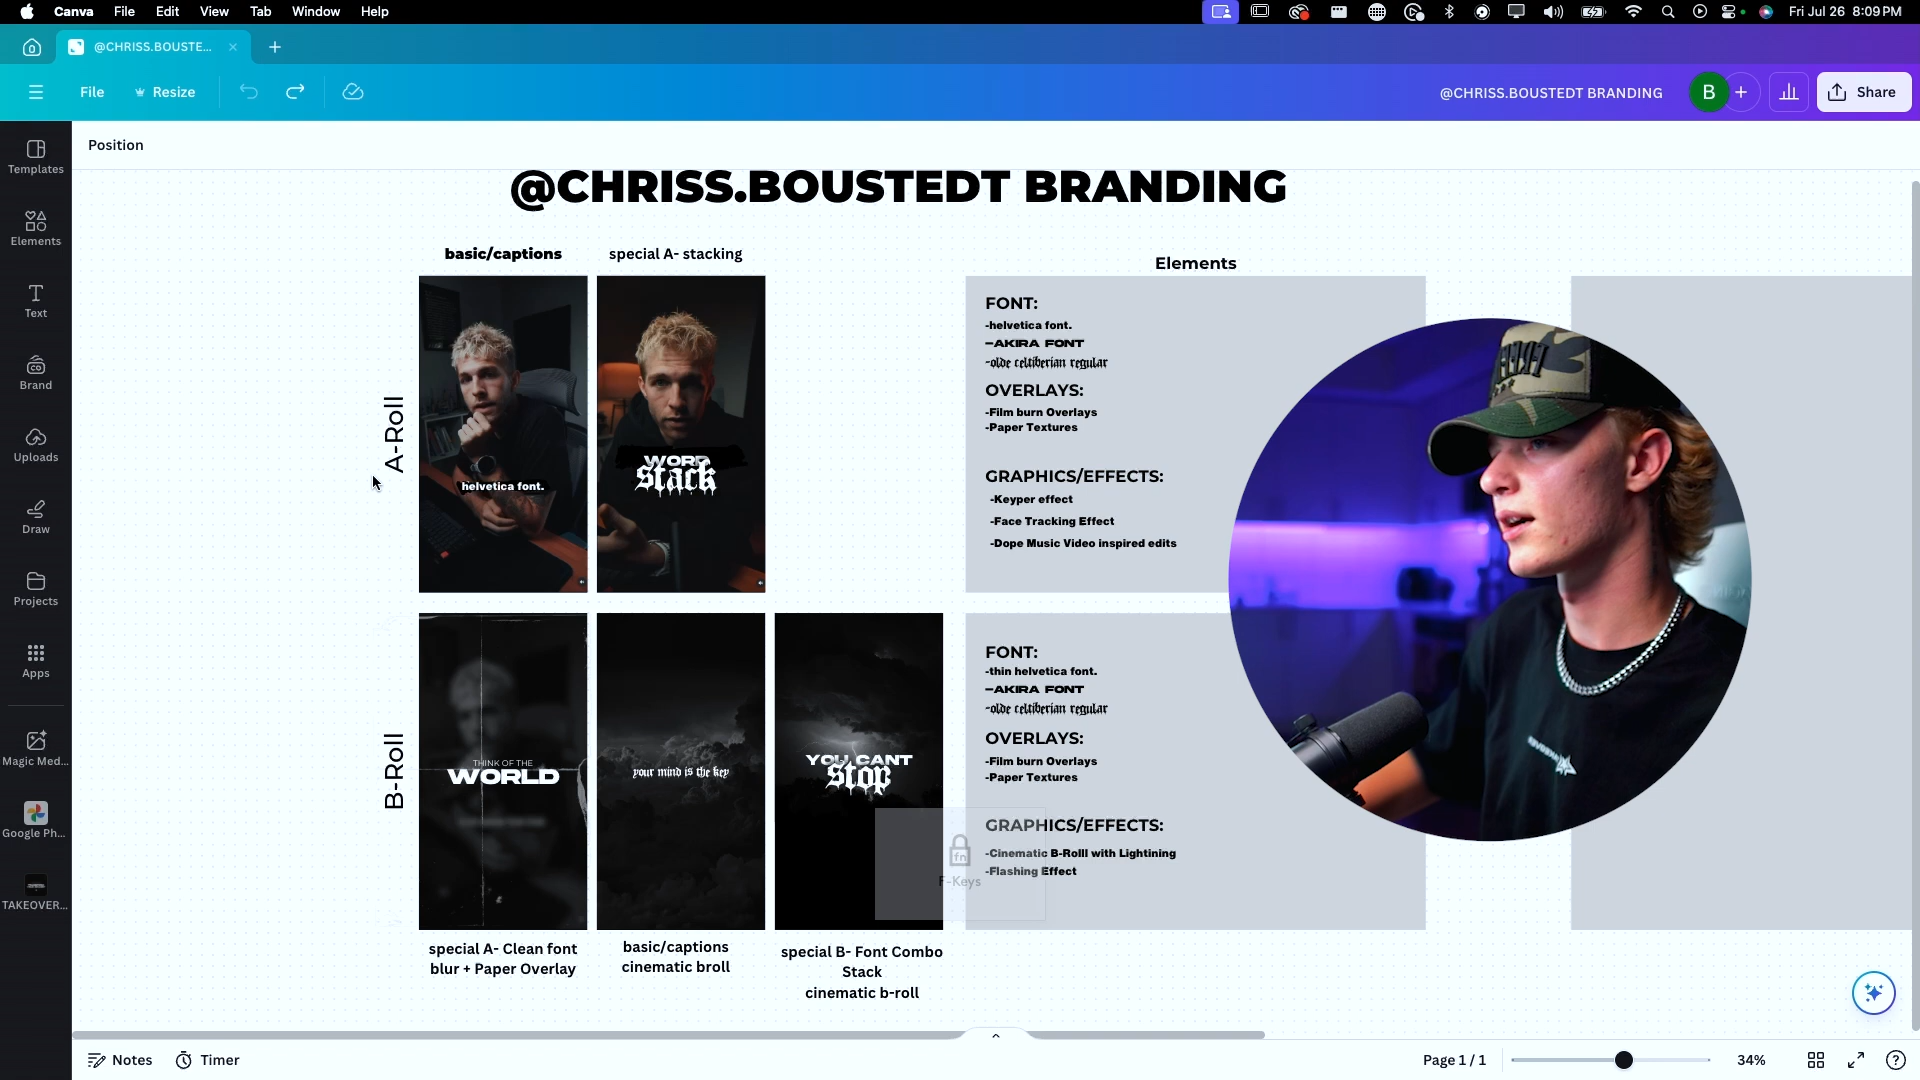 Canva File Edit View Tab Window Help
Fri Jul 26 8:09 PM
@CHRISS.BOUSTE...
File Resize
@CHRISS.BOUSTEDT BRANDING
B
Share
Position
Templates
Elements
Text
Brand
Uploads
Draw
Projects
Apps
Magic Med...
Google Ph...
TAKEOVER...
@CHRISS.BOUSTEDT BRANDING
basic/captions
special A- stacking
A-Roll
helvetica font.
WORD
stack
Elements
FONT:
-helvetica font.
-AKIRA FONT
-olde celtiberian regular
OVERLAYS:
-Film burn Overlays
-Paper Textures
GRAPHICS/EFFECTS:
-Keyper effect
-Face Tracking Effect
-Dope Music Video inspired edits
B-Roll
THINK OF THE
WORLD
your mind is the key
YOU CANT
stop
special A- Clean font
blur + Paper Overlay
basic/captions
cinematic broll
special B- Font Combo
Stack
cinematic b-roll
FONT:
-thin helvetica font.
-AKIRA FONT
-olde celtiberian regular
OVERLAYS:
-Film burn Overlays
-Paper Textures
GRAPHICS/EFFECTS:
-Cinematic B-Rolll with Lightining
-Flashing Effect
fn
F-Keys
Notes Timer
Page 1 / 1
34%